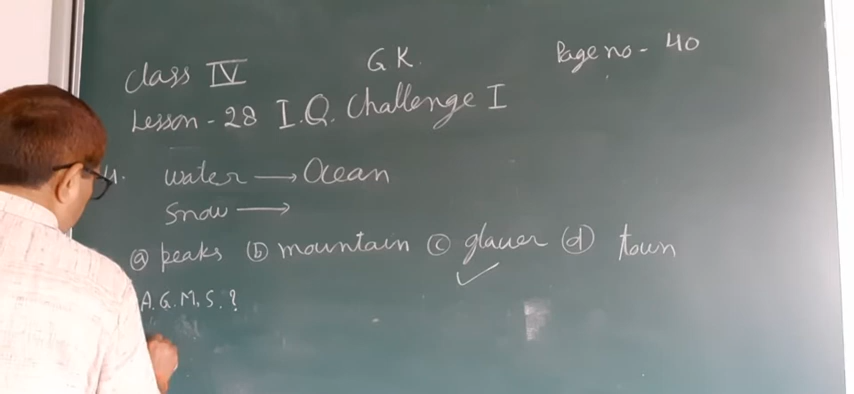 Class IV G K. Page no - 40
Lesson - 28 I.Q. Challenge I
4. water → Ocean
Snow →
(a) peaks (b) mountain (c) glacier (d) town
A, G, M, S, ?